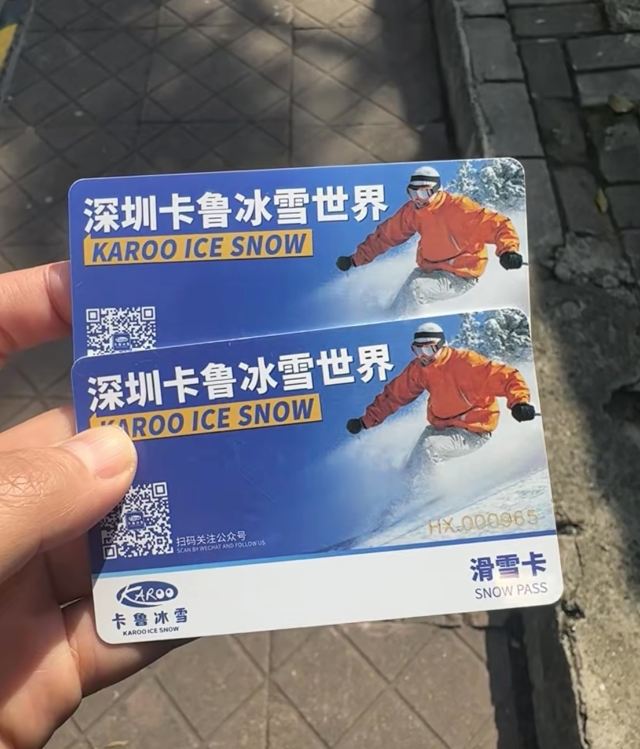 深圳卡鲁冰雪世界
KAROO ICE SNOW
深圳卡鲁冰雪世界
KAROO ICE SNOW
扫码关注公众号
SCAN BY WECHAT AND FOLLOW US
HX.000965
滑雪卡
SNOW PASS
KAROO
卡鲁冰雪
KAROO ICE SNOW